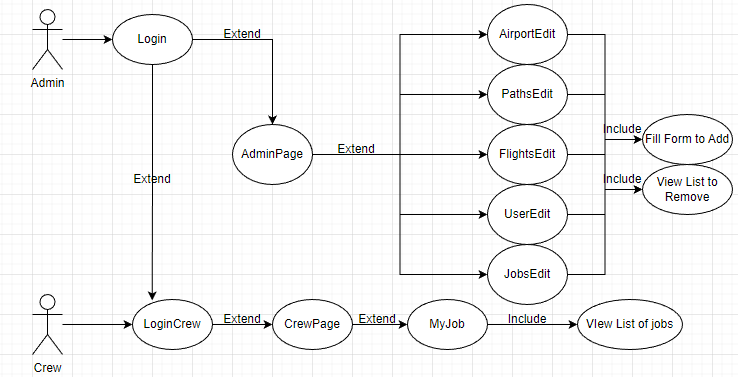 Login
Extend
AirportEdit
Admin
PathsEdit
Include
Fill Form to Add
AdminPage
Extend
FlightsEdit
Extend
Include
View List to
Remove
UserEdit
JobsEdit
LoginCrew
Extend
CrewPage
Extend
MyJob
Include
VIew List of jobs
Crew